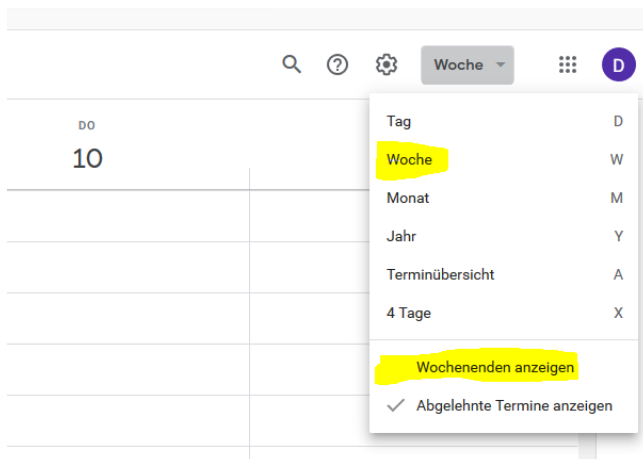 Woche
D
DO
10
Tag D
Woche W
Monat M
Jahr Y
Terminübersicht A
4 Tage X
Wochenenden anzeigen
Abgelehnte Termine anzeigen